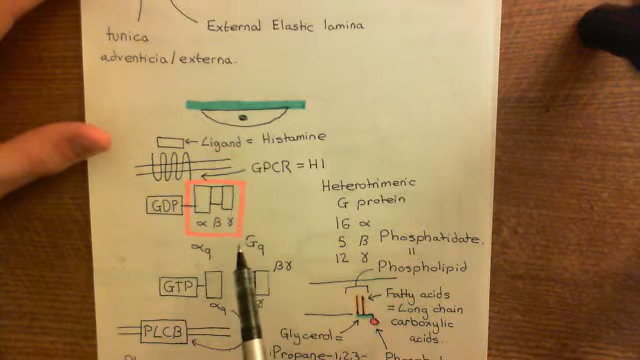 tunica
adventicia/externa.
External Elastic lamina
Ligand = Histamine
GPCR = H1
GDP
α β γ
αq
Gq
Heterotrimeric
G protein
16 α
5 β
12 γ
Phosphatidate.
=
Phospholipid
GTP
αq
βγ
γ
PLCβ
Fatty acids
= Long chain
carboxylic
acids.
Glycerol =
Propane-1,2,3-